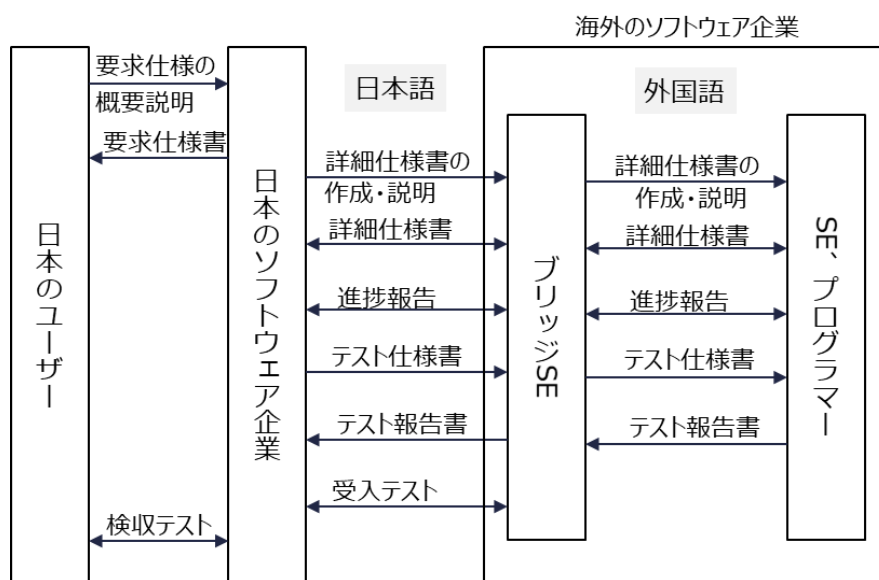 海外のソフトウェア企業
要求仕様の
概要説明
要求仕様書
日本語
外国語
詳細仕様書の
作成・説明
詳細仕様書の
作成・説明
詳細仕様書
詳細仕様書
進捗報告
進捗報告
テスト仕様書
テスト仕様書
テスト報告書
テスト報告書
受入テスト
検収テスト
日本のユーザー
日本のソフトウェア企業
ブリッジSE
SE、プログラマー